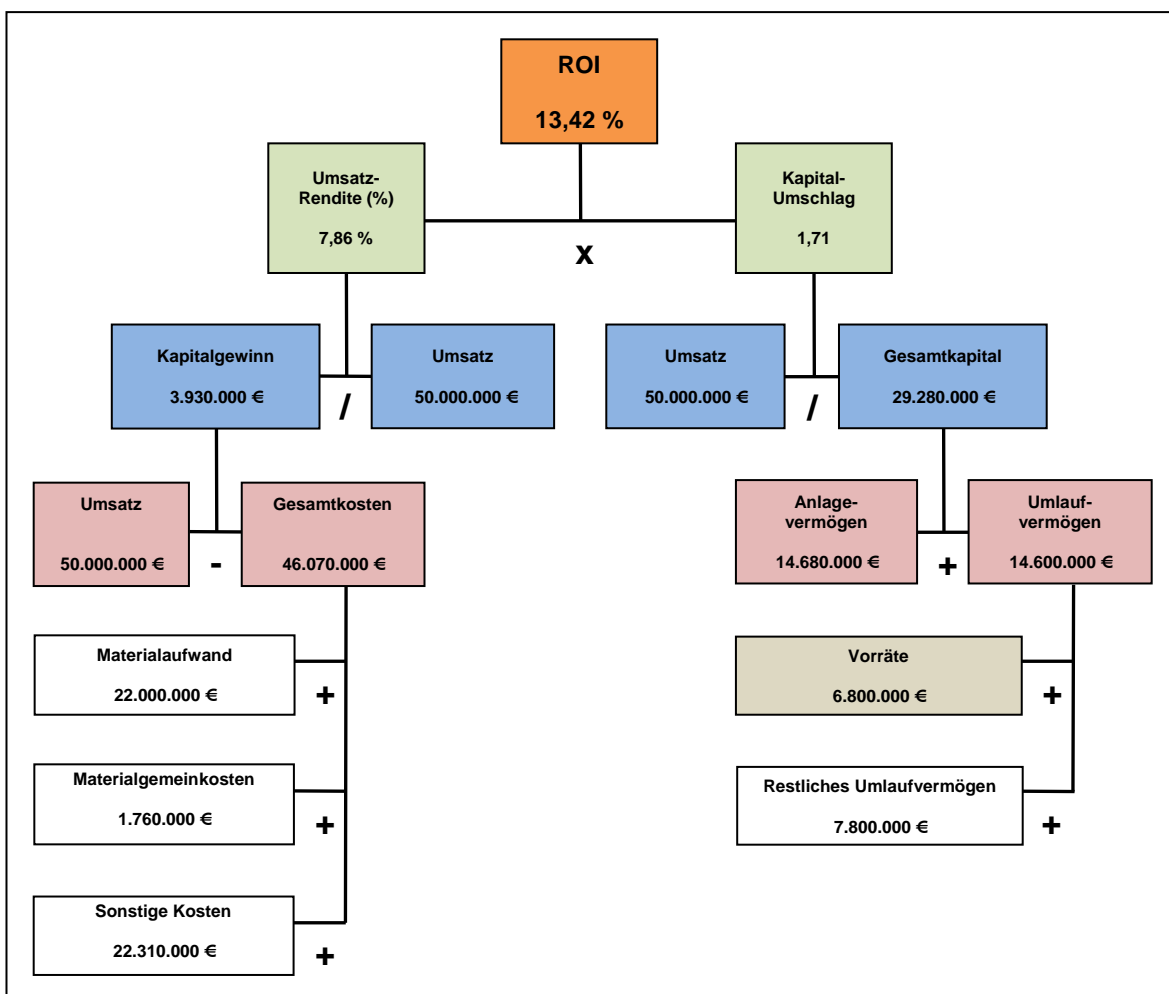 ROI
13,42 %
Umsatz-
Rendite (%)
7,86 %
Kapital-
Umschlag
1,71
x
Kapitalgewinn
3.930.000 €
/
Umsatz
50.000.000 €
Umsatz
50.000.000 €
/
Gesamtkapital
29.280.000 €
Umsatz
50.000.000 €
-
Gesamtkosten
46.070.000 €
Anlage-
vermögen
14.680.000 €
+
Umlauf-
vermögen
14.600.000 €
Materialaufwand
22.000.000 €
+
Vorräte
6.800.000 €
+
Materialgemeinkosten
1.760.000 €
+
Restliches Umlaufvermögen
7.800.000 €
+
Sonstige Kosten
22.310.000 €
+